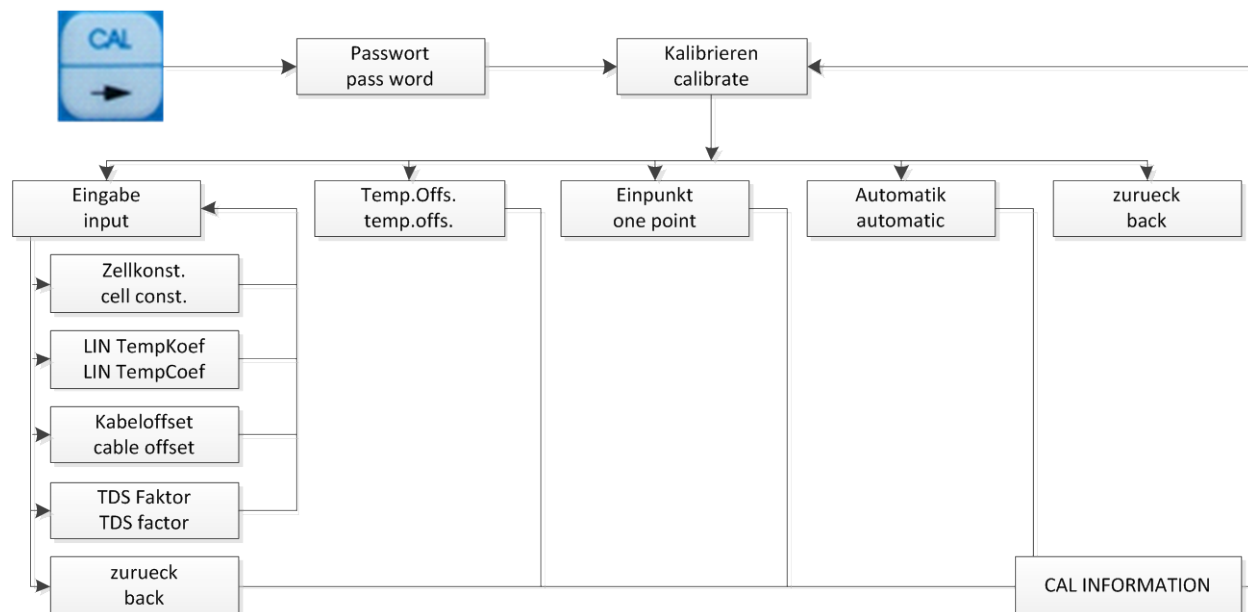 CAL
Passwort
pass word
Kalibrieren
calibrate
Eingabe
input
Temp.Offs.
temp.offs.
Einpunkt
one point
Automatik
automatic
zurueck
back
Zellkonst.
cell const.
LIN TempKoef
LIN TempCoef
Kabeloffset
cable offset
TDS Faktor
TDS factor
zurueck
back
CAL INFORMATION